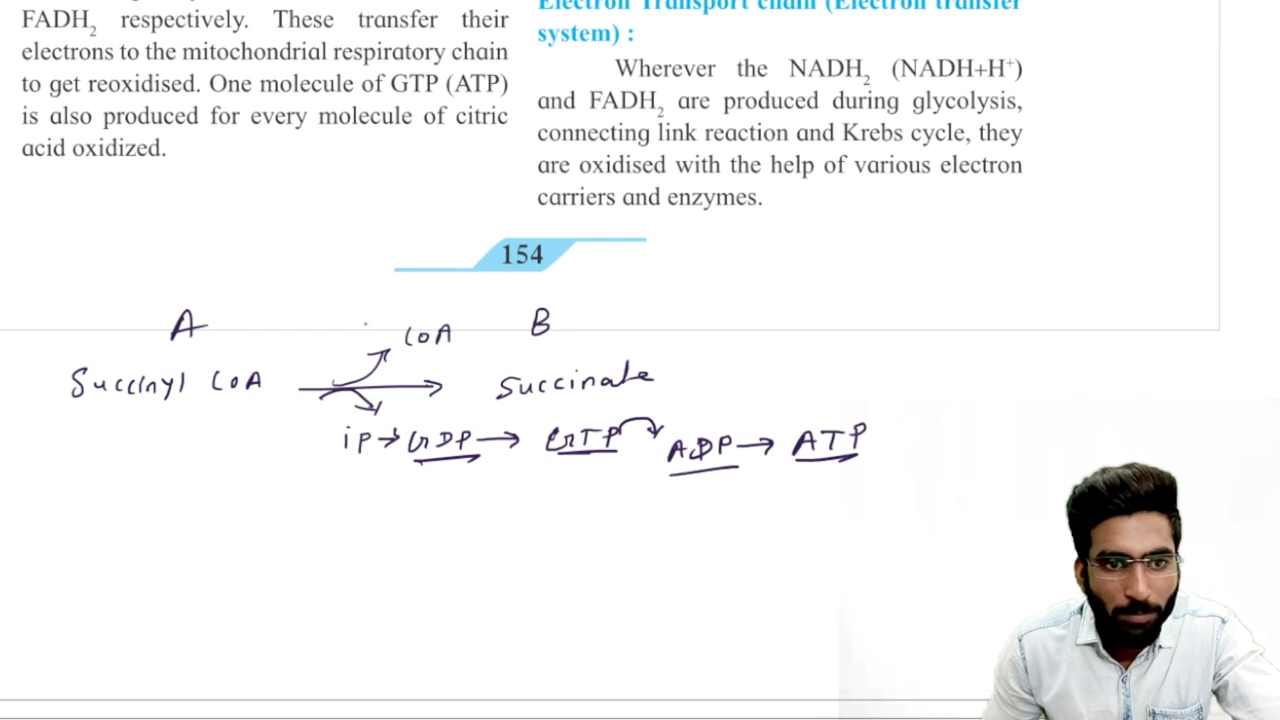 FADH₂ respectively. These transfer their
electrons to the mitochondrial respiratory chain
to get reoxidised. One molecule of GTP (ATP)
is also produced for every molecule of citric
acid oxidized.
Electron Transport chain (Electron transfer
system) :
Wherever the NADH₂ (NADH+H⁺)
and FADH₂ are produced during glycolysis,
connecting link reaction and Krebs cycle, they
are oxidised with the help of various electron
carriers and enzymes.
154
A B
CoA
Succinyl CoA → Succinate
iP → GDP → GTP ADP → ATP